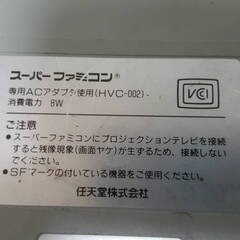 スーパーファミコン®
専用ACアダプタ使用(HVC-002)
消費電力 8W
VCCI
ご注意
●スーパーファミコンにプロジェクションテレビを接
続すると残像現象(画面ヤケ)が生ずるため、接続しない
でください。
●SFマークの付いている機器をご使用ください。
任天堂株式会社